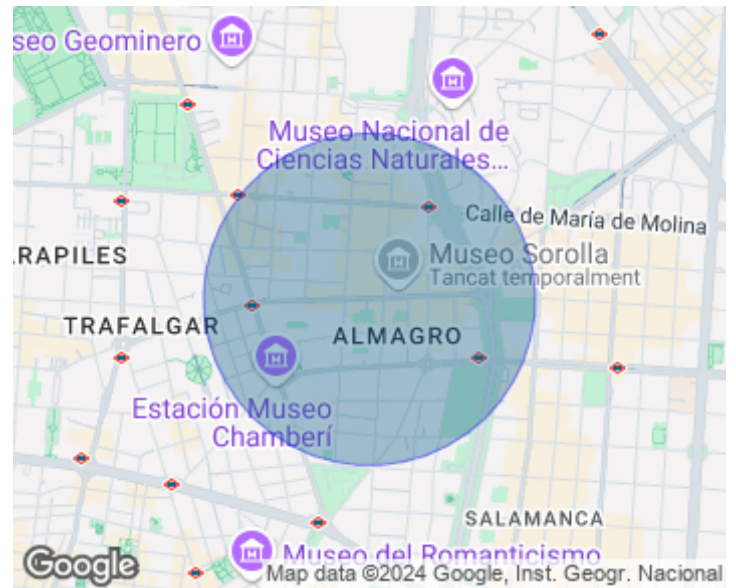 seo Geominero
Museo Nacional de
Ciencias Naturales...
Calle de María de Molina
Museo Sorolla
Tancat temporalment
RAPILES
TRAFALGAR
ALMAGRO
Estación Museo
Chamberí
SALAMANCA
Museo del Romanticismo
Google
Map data ©2024 Google, Inst. Geogr. Nacional